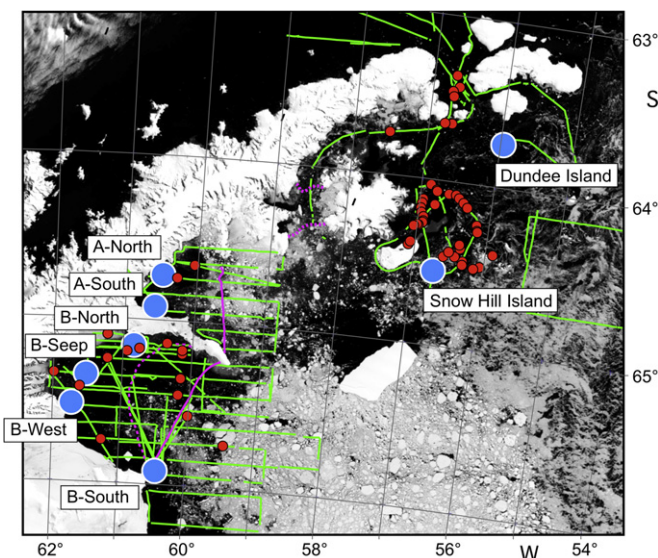 63°
S
Dundee Island
64°
A-North
A-South
Snow Hill Island
B-North
B-Seep
65°
B-West
B-South
62 60 58 56 W 54